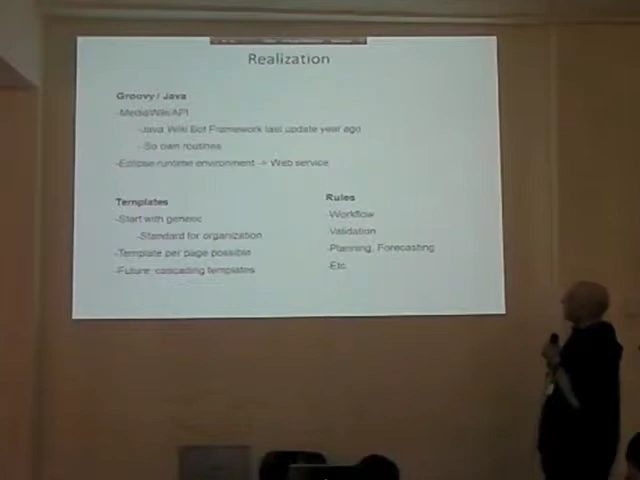 Realization
Groovy / Java
-MediaWiki API
-Java Wiki Bot Framework last update year ago
-So own routines
-Eclipse runtime environment -> Web service
Templates
-Start with generic
-Standard for organization
-Template per page possible
-Future: cascading templates
Rules
-Workflow
-Validation
-Planning, Forecasting
-Etc.